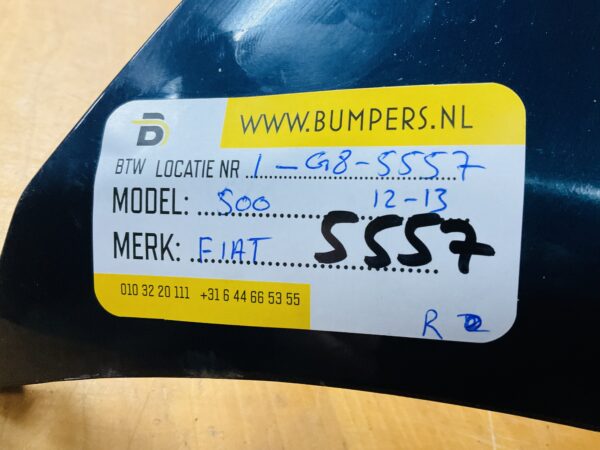 B
WWW.BUMPERS.NL
BTW LOCATIE NR 1-G8-5557
MODEL: 500 12-13
MERK: FIAT 5557
010 32 20 111 +31 6 44 66 53 55
R